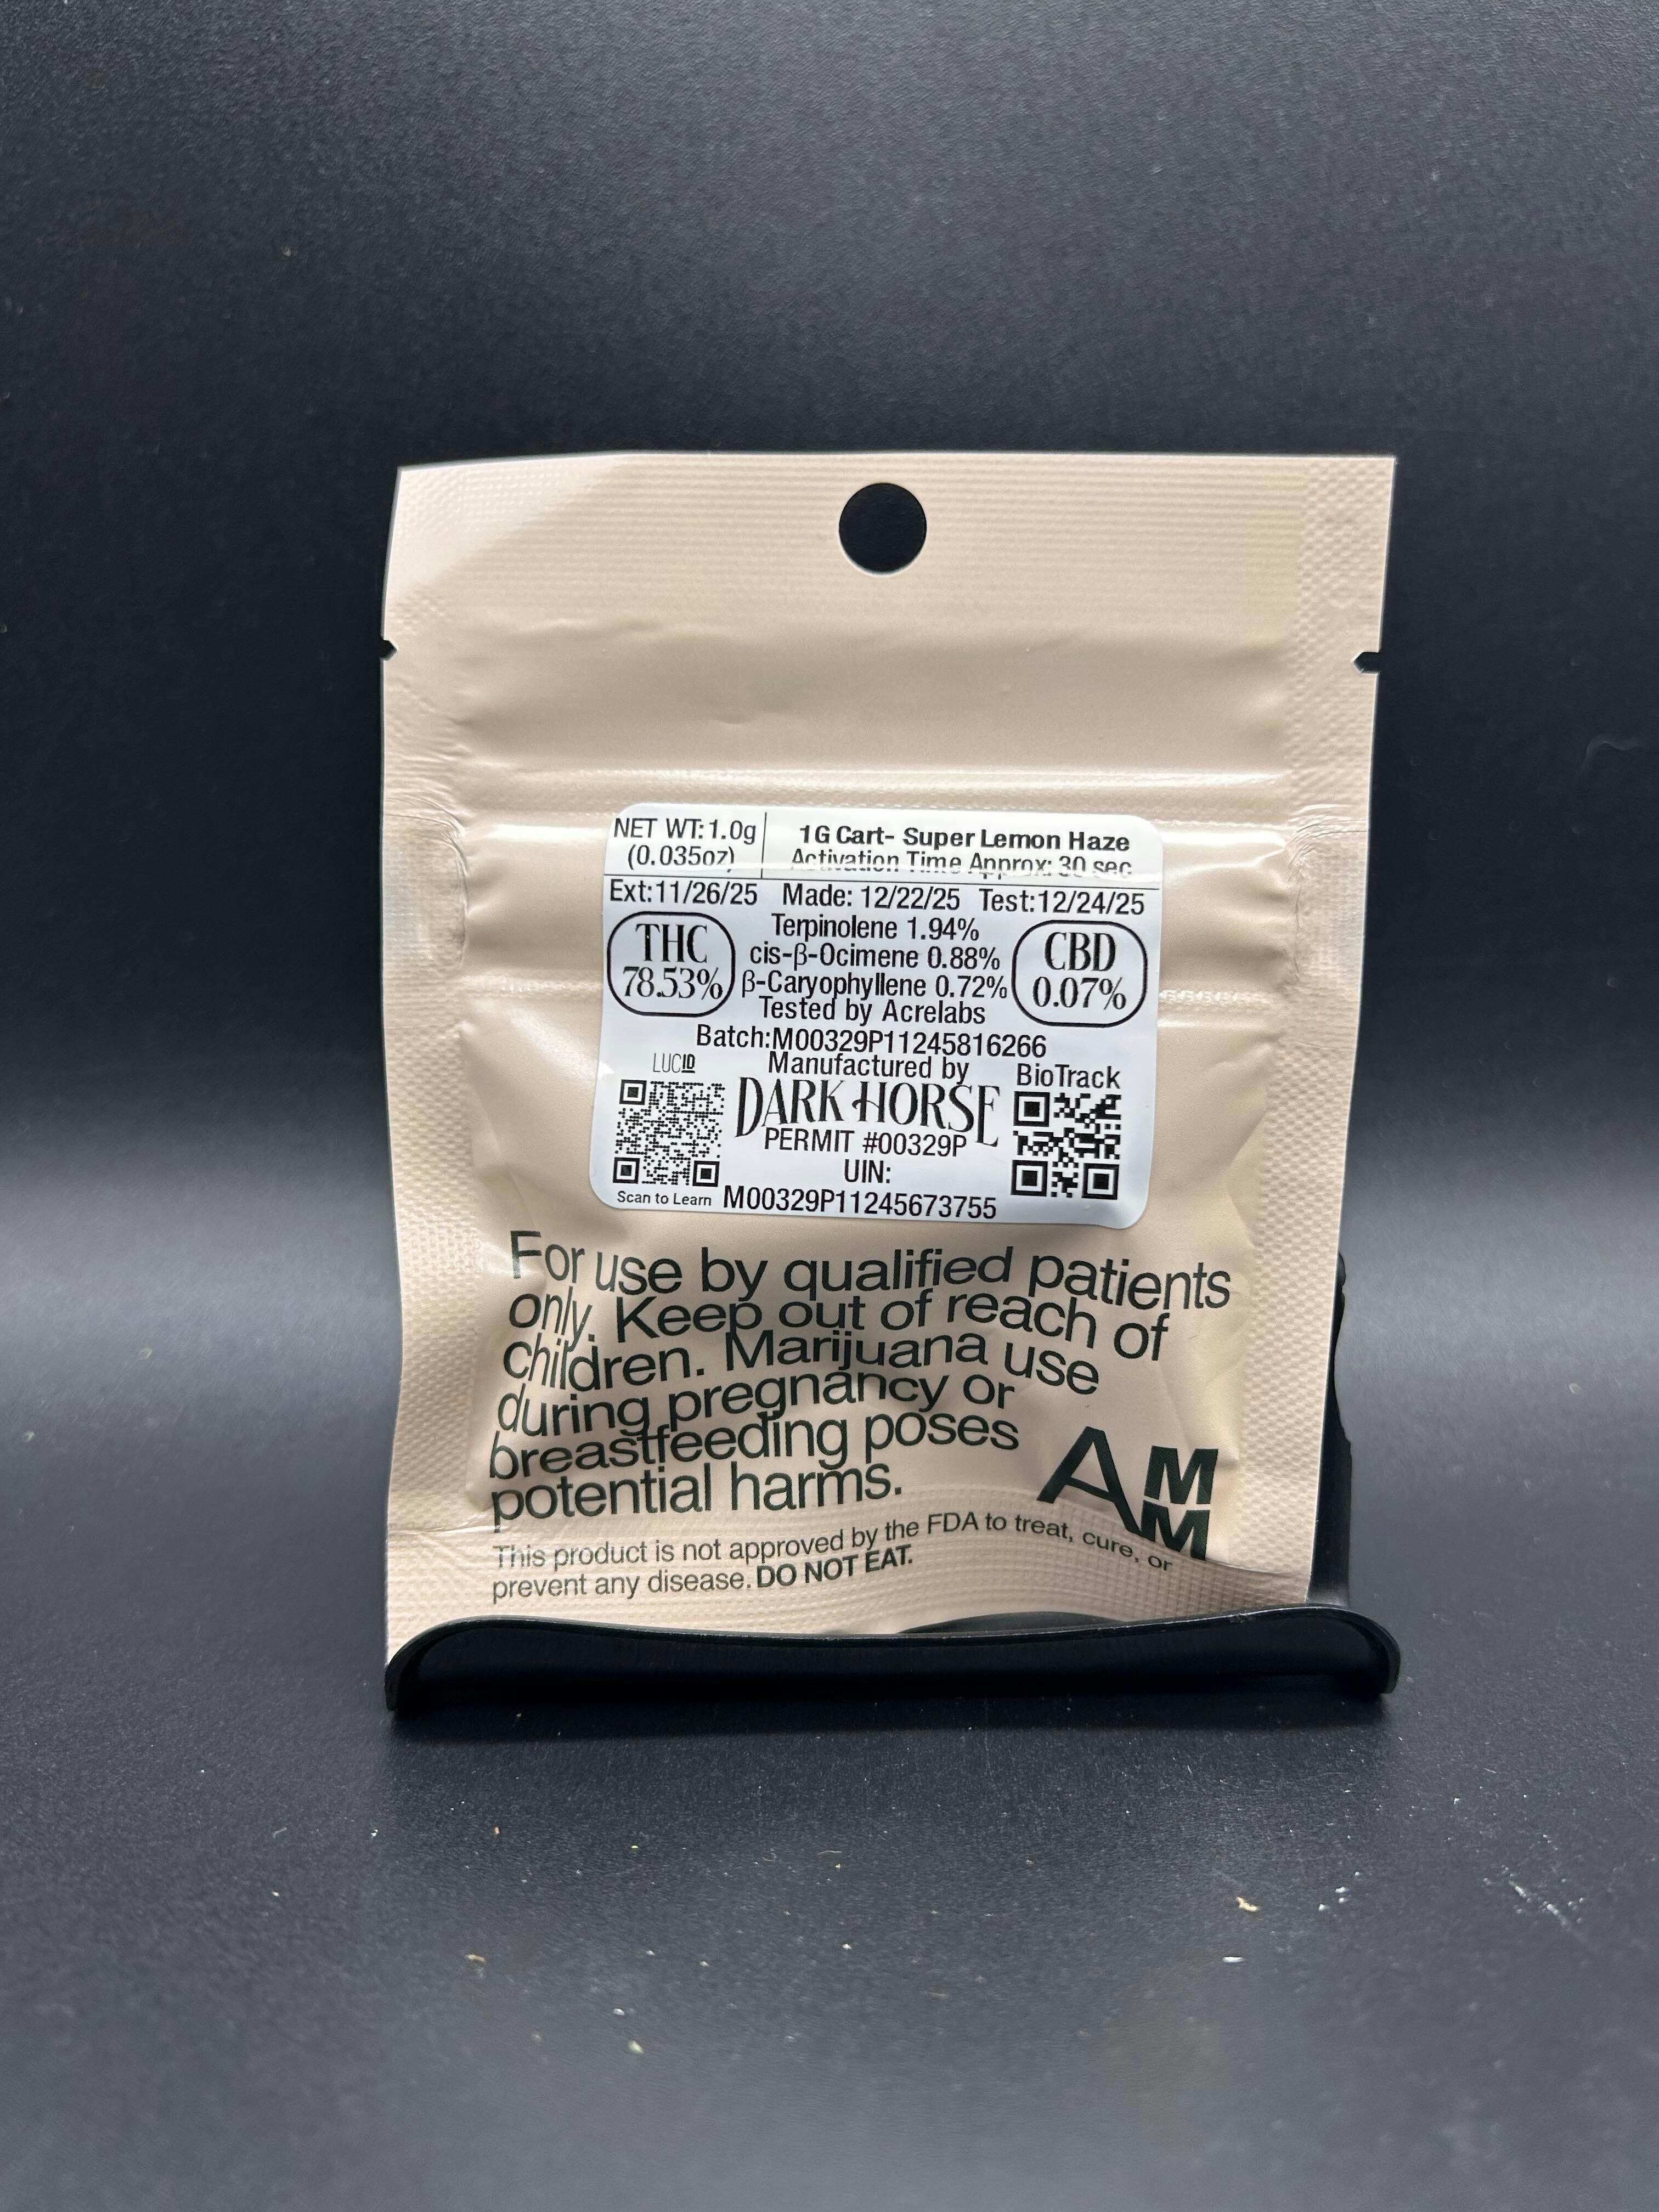 NET WT: 1.0g
(0.035oz)
1G Cart- Super Lemon Haze
Activation Time Approx: 30 sec
Ext:11/26/25 Made: 12/22/25 Test:12/24/25
THC
78.53%
Terpinolene 1.94%
cis-β-Ocimene 0.88%
β-Caryophyllene 0.72%
CBD
0.07%
Tested by Acrelabs
Batch:M00329P11245816266
LUCID
Scan to Learn
Manufactured by
DARK HORSE
PERMIT #00329P
UIN:
M00329P11245673755
BioTrack
For use by qualified patients
only. Keep out of reach of
children. Marijuana use
during pregnancy or
breastfeeding poses
potential harms.
AMM
This product is not approved by the FDA to treat, cure, or
prevent any disease. DO NOT EAT.